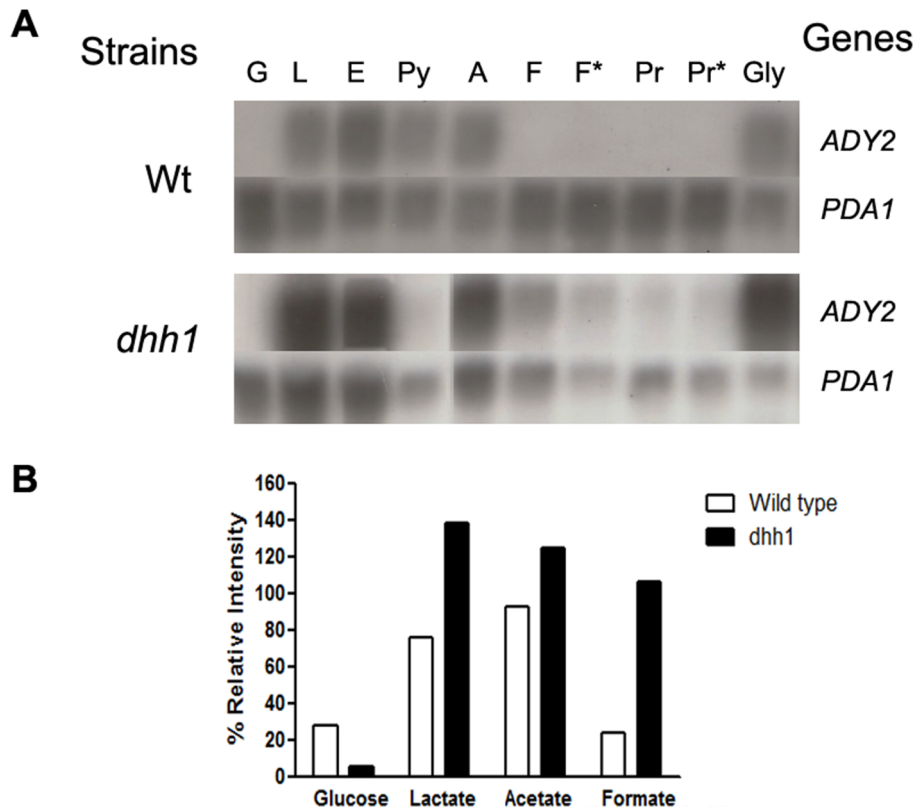 A
Strains
Genes
G L E Py A F F* Pr Pr* Gly
Wt
ADY2
PDA1
dhh1
ADY2
PDA1
B
% Relative Intensity
160
140
120
100
80
60
40
20
0
Glucose Lactate Acetate Formate
Wild type
dhh1